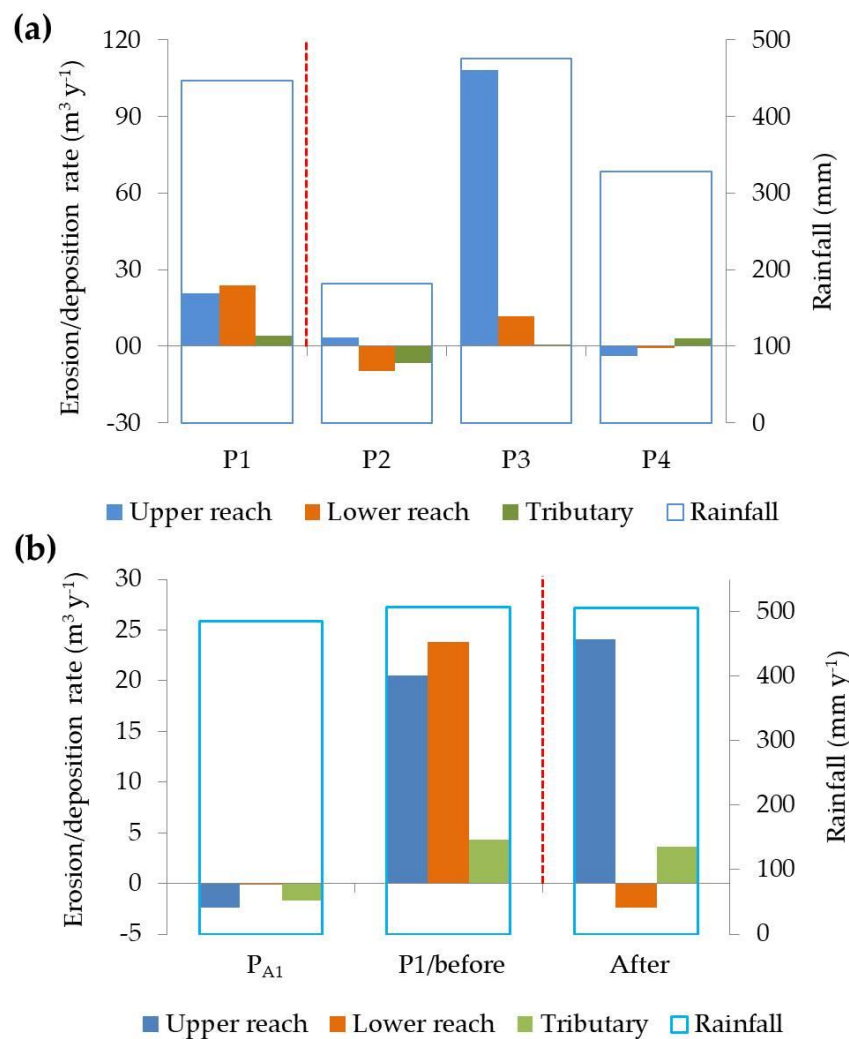 (a)
Erosion/deposition rate (m³ y⁻¹)
120
90
60
30
00
-30
500
400
300
200
100
0
Rainfall (mm)
P1 P2 P3 P4
Upper reach Lower reach Tributary Rainfall
(b)
Erosion/deposition rate (m³ y⁻¹)
30
25
20
15
10
5
0
-5
500
400
300
200
100
0
Rainfall (mm y⁻¹)
P_A1 P1/before After
Upper reach Lower reach Tributary Rainfall